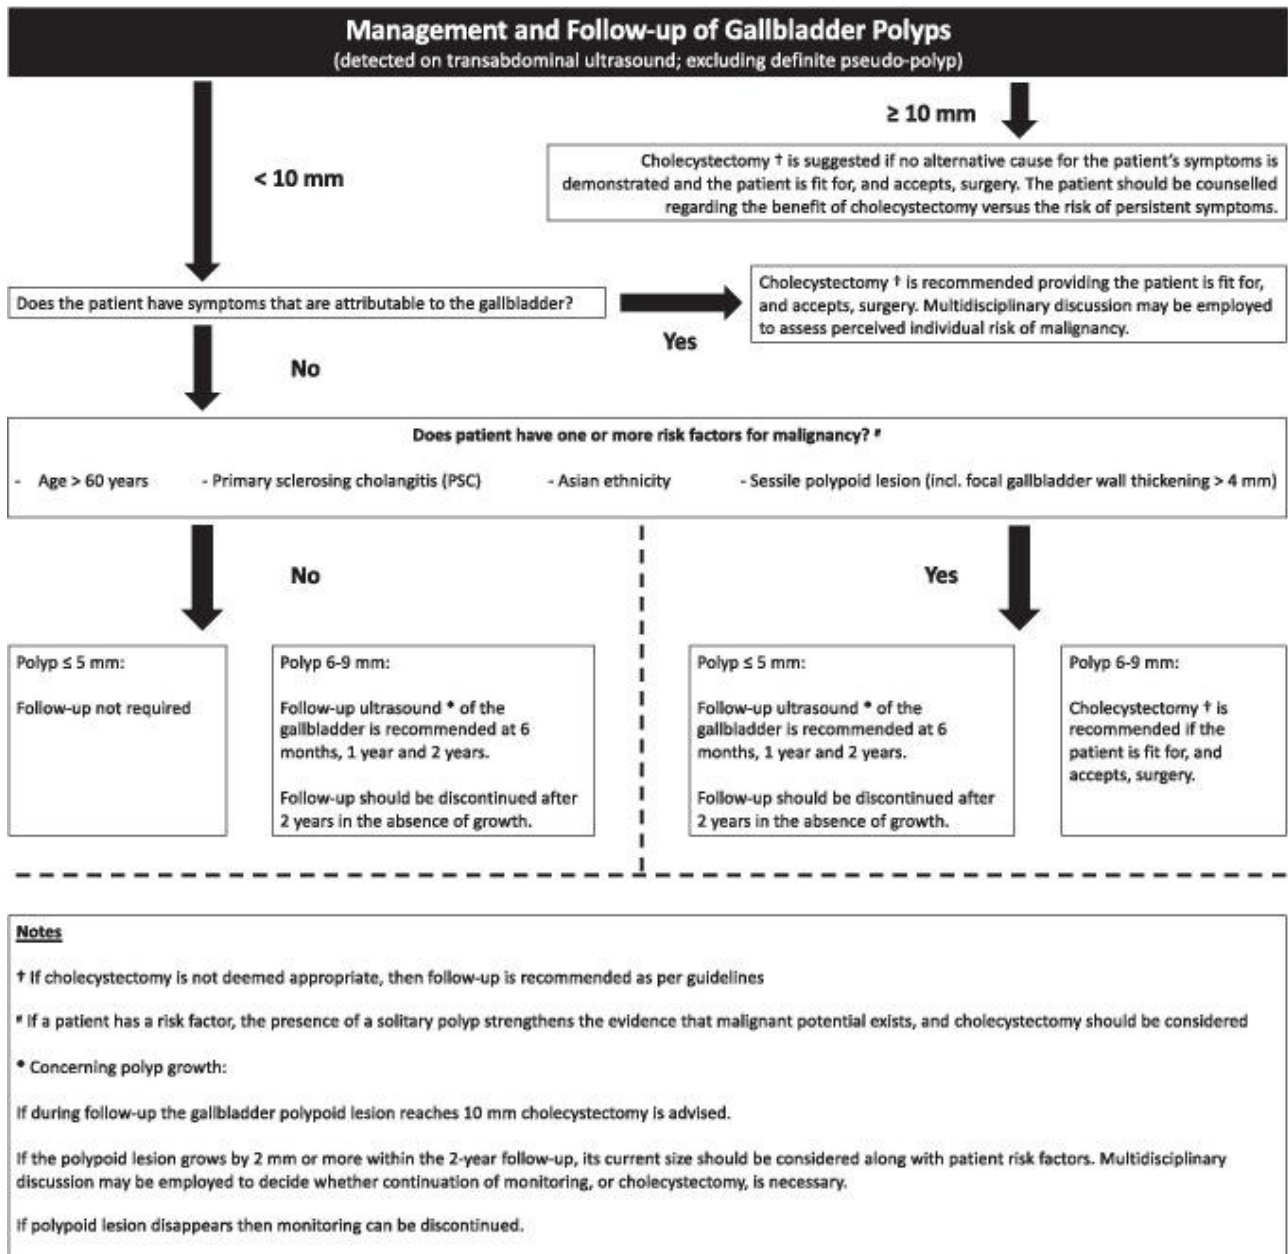 Management and Follow-up of Gallbladder Polyps
(detected on transabdominal ultrasound; excluding definite pseudo-polyp)
≥ 10 mm
Cholecystectomy † is suggested if no alternative cause for the patient's symptoms is
demonstrated and the patient is fit for, and accepts, surgery. The patient should be counselled
regarding the benefit of cholecystectomy versus the risk of persistent symptoms.
< 10 mm
Does the patient have symptoms that are attributable to the gallbladder?
Yes
Cholecystectomy † is recommended providing the patient is fit for,
and accepts, surgery. Multidisciplinary discussion may be employed
to assess perceived individual risk of malignancy.
No
Does patient have one or more risk factors for malignancy? #
- Age > 60 years - Primary sclerosing cholangitis (PSC) - Asian ethnicity - Sessile polypoid lesion (incl. focal gallbladder wall thickening > 4 mm)
No
Yes
Polyp ≤ 5 mm:
Follow-up not required
Polyp 6-9 mm:
Follow-up ultrasound * of the
gallbladder is recommended at 6
months, 1 year and 2 years.
Follow-up should be discontinued after
2 years in the absence of growth.
Polyp ≤ 5 mm:
Follow-up ultrasound * of the
gallbladder is recommended at 6
months, 1 year and 2 years.
Follow-up should be discontinued after
2 years in the absence of growth.
Polyp 6-9 mm:
Cholecystectomy † is
recommended if the
patient is fit for, and
accepts, surgery.
Notes
† If cholecystectomy is not deemed appropriate, then follow-up is recommended as per guidelines
# If a patient has a risk factor, the presence of a solitary polyp strengthens the evidence that malignant potential exists, and cholecystectomy should be considered
* Concerning polyp growth:
If during follow-up the gallbladder polypoid lesion reaches 10 mm cholecystectomy is advised.
If the polypoid lesion grows by 2 mm or more within the 2-year follow-up, its current size should be considered along with patient risk factors. Multidisciplinary
discussion may be employed to decide whether continuation of monitoring, or cholecystectomy, is necessary.
If polypoid lesion disappears then monitoring can be discontinued.